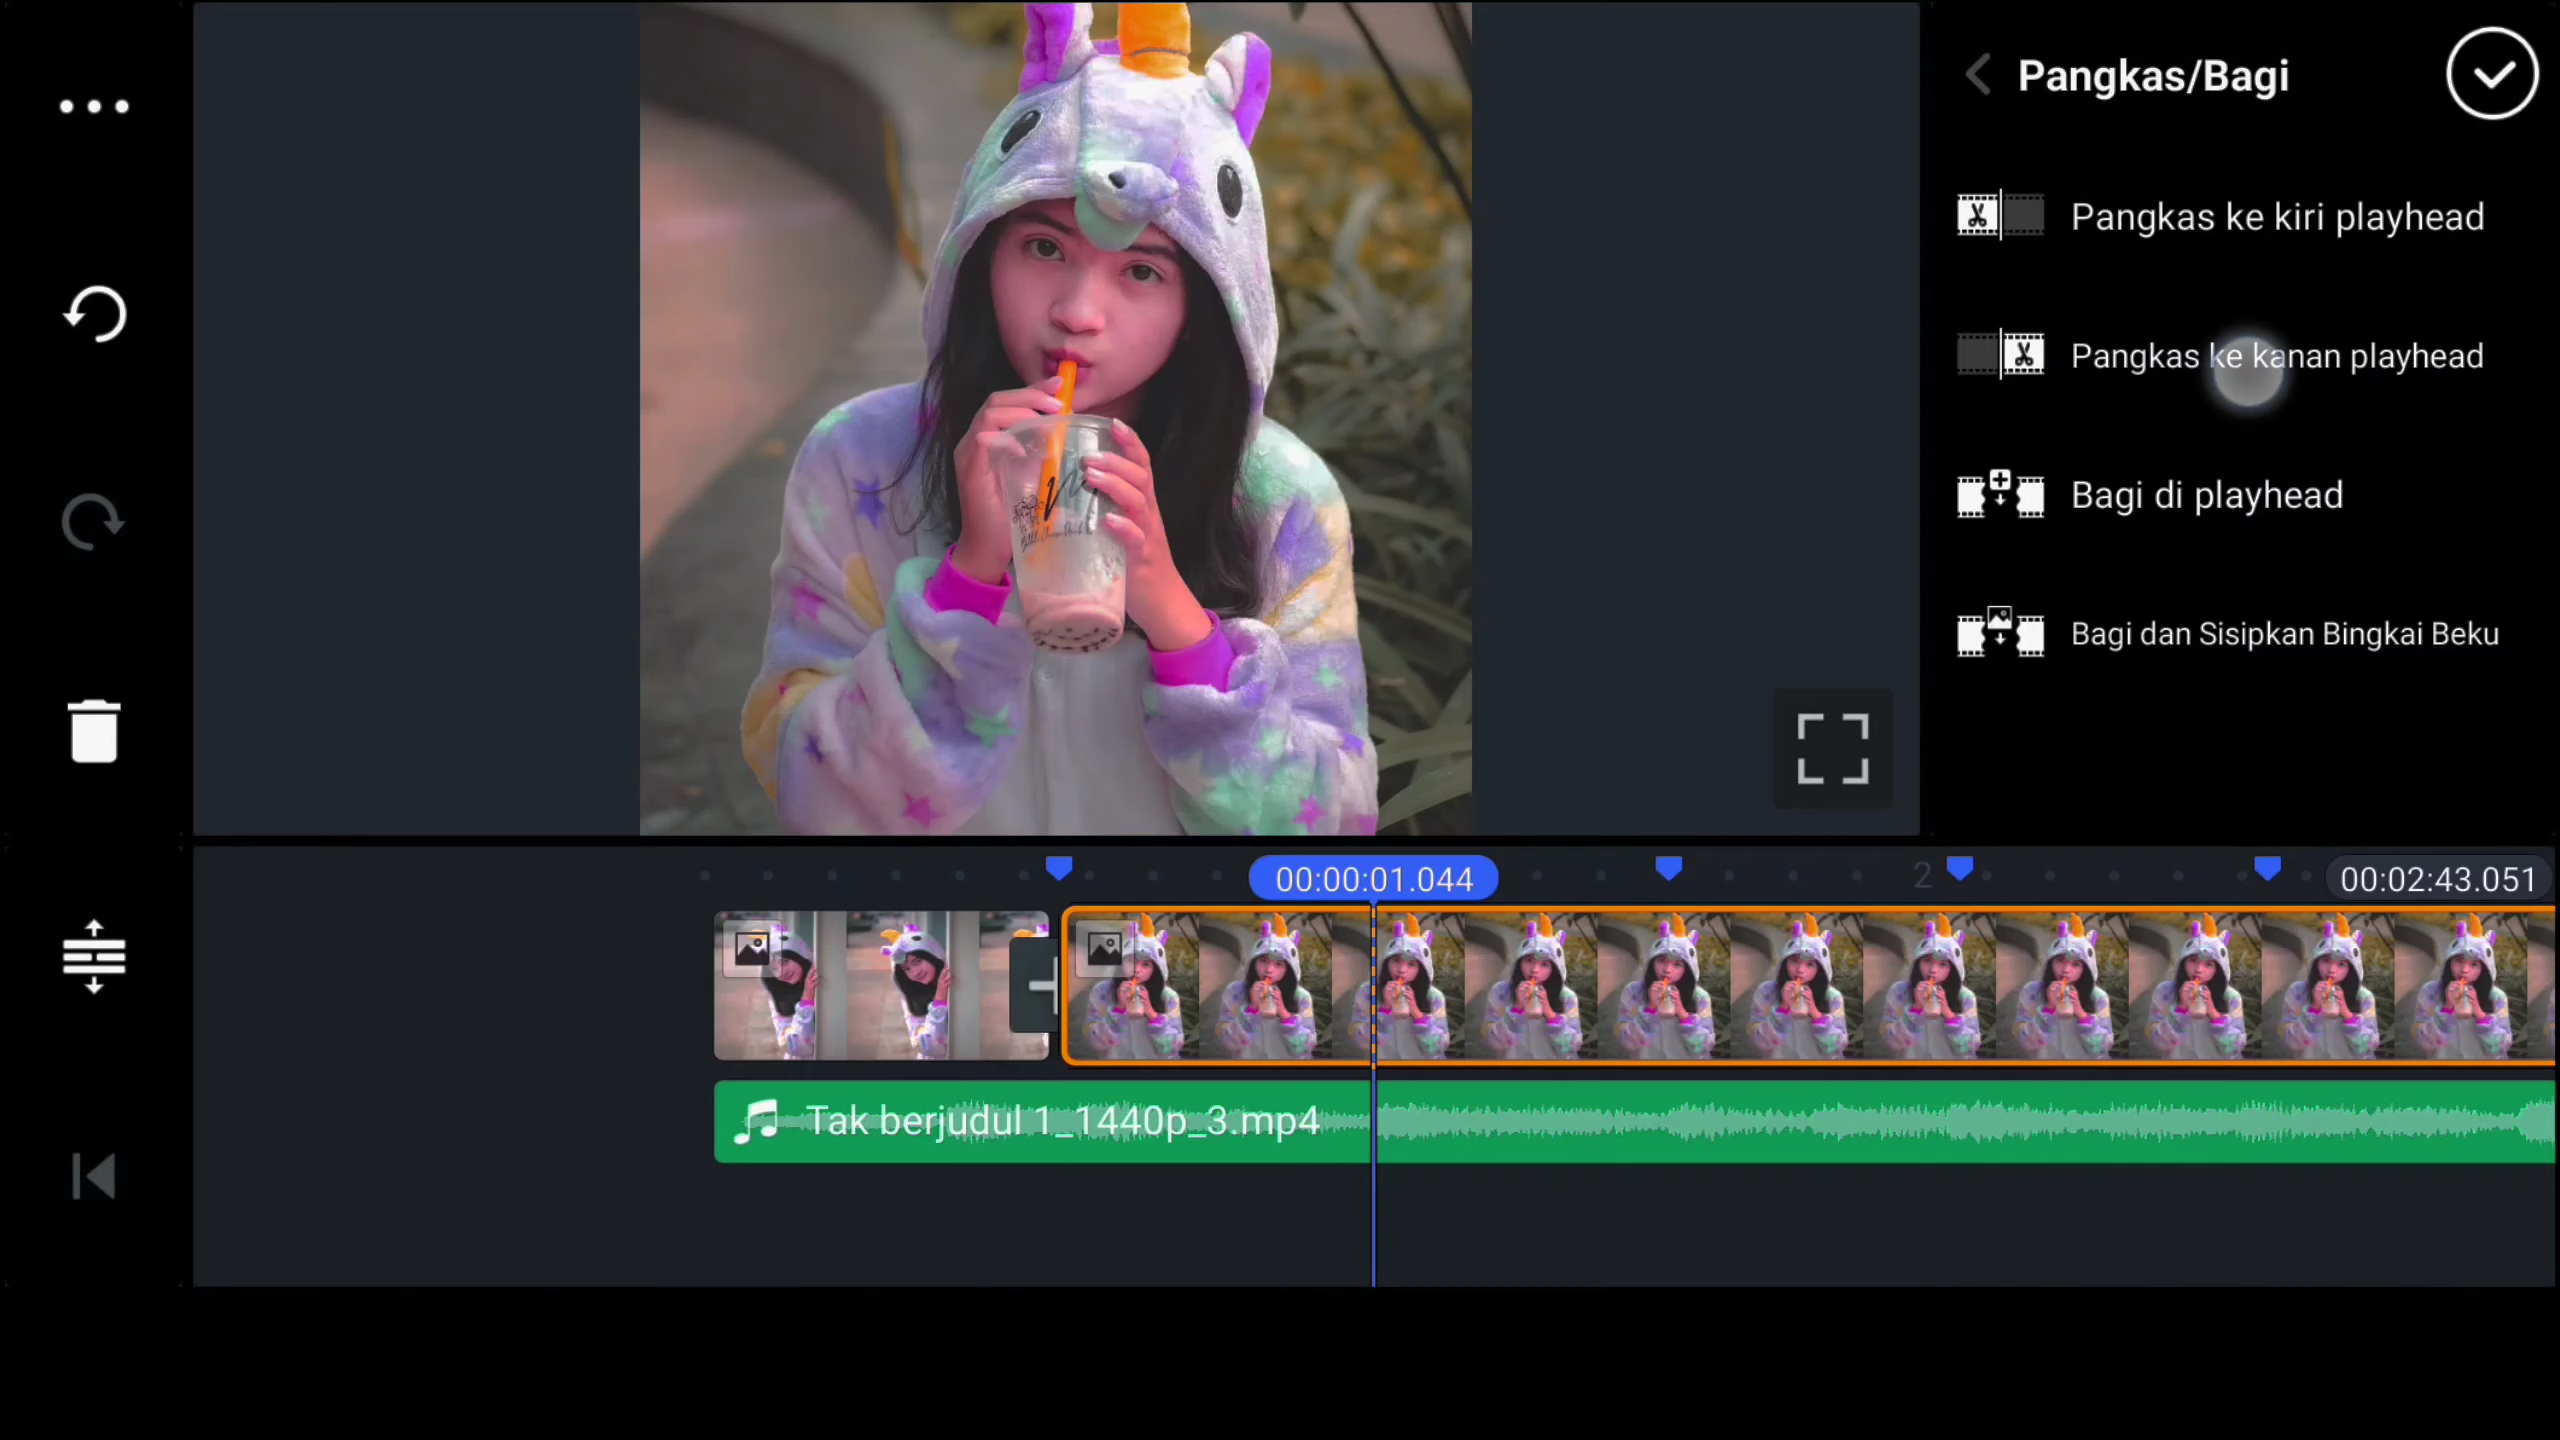 Pangkas/Bagi
Pangkas ke kiri playhead
Pangkas ke kanan playhead
Bagi di playhead
Bagi dan Sisipkan Bingkai Beku
00:00:01.044
2
00:02:43.051
Tak berjudul 1_1440p_3.mp4